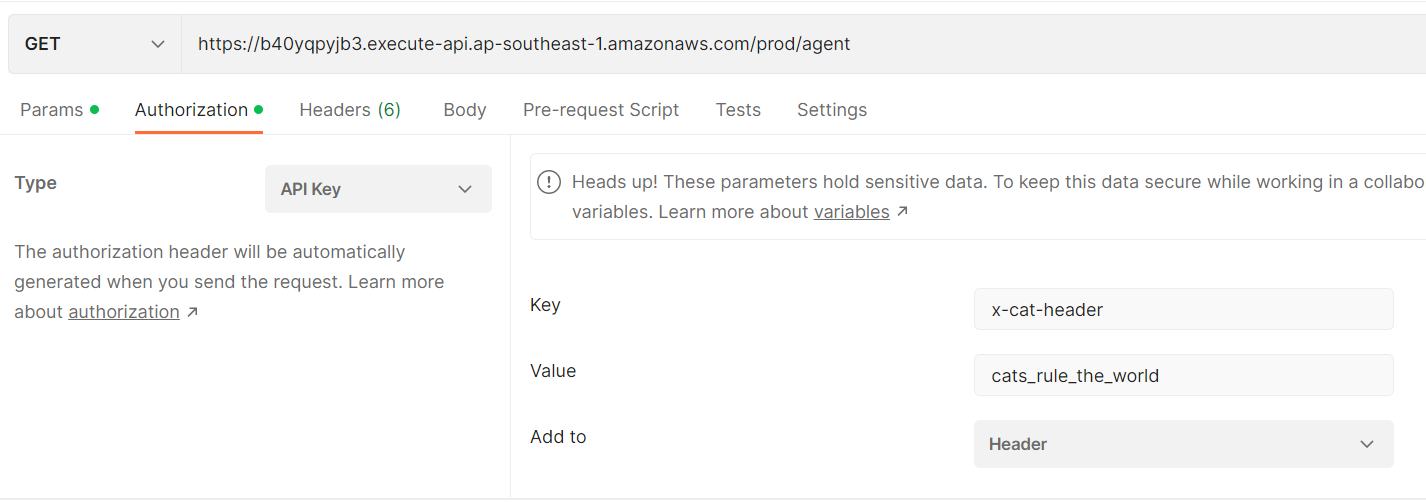 GET https://b40yqpyjb3.execute-api.ap-southeast-1.amazonaws.com/prod/agent
Params Authorization Headers (6) Body Pre-request Script Tests Settings
Type API Key
The authorization header will be automatically
generated when you send the request. Learn more
about authorization ↗
Heads up! These parameters hold sensitive data. To keep this data secure while working in a collabo
variables. Learn more about variables ↗
Key x-cat-header
Value cats_rule_the_world
Add to Header